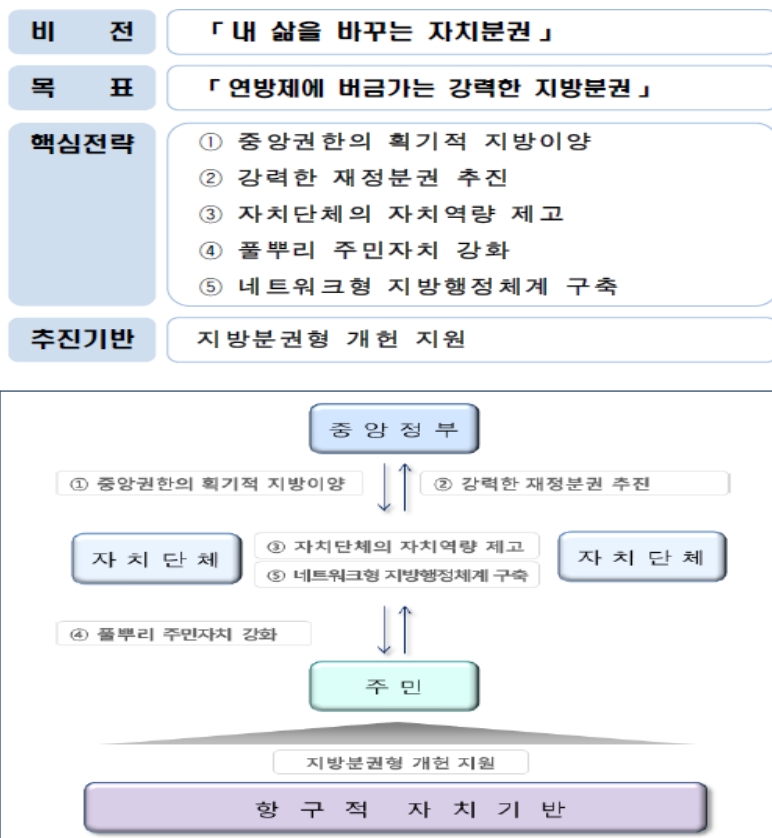 비 전 「 내 삶을 바꾸는 자치분권 」
목 표 「 연방제에 버금가는 강력한 지방분권 」
핵심전략 ① 중앙권한의 획기적 지방이양
② 강력한 재정분권 추진
③ 자치단체의 자치역량 제고
④ 풀뿌리 주민자치 강화
⑤ 네트워크형 지방행정체계 구축
추진기반 지방분권형 개헌 지원
중 앙 정 부
① 중앙권한의 획기적 지방이양 ② 강력한 재정분권 추진
자 치 단 체 ③ 자치단체의 자치역량 제고 자 치 단 체
⑤ 네트워크형 지방행정체계 구축
④ 풀뿌리 주민자치 강화
주 민
지방분권형 개헌 지원
항 구 적 자 치 기 반